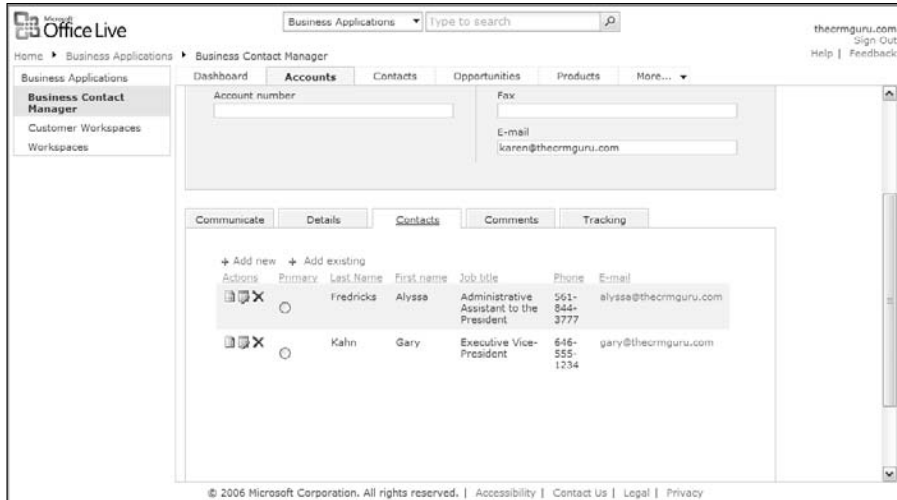 Microsoft
Office Live
Business Applications
Type to search
thecrmguru.com
Sign Out
Help | Feedback
Home Business Applications Business Contact Manager
Business Applications
Business Contact
Manager
Customer Workspaces
Workspaces
Dashboard Accounts Contacts Opportunities Products More...
Account number
Fax
E-mail
karen@thecrmguru.com
Communicate Details Contacts Comments Tracking
Add new Add existing
Actions Primary Last Name First name Job title Phone E-mail
Fredricks Alyssa Administrative 561- alyssa@thecrmguru.com
Assistant to the 844-
President 3777
Kahn Gary Executive Vice- 646- gary@thecrmguru.com
President 555-
1234
© 2006 Microsoft Corporation. All rights reserved. | Accessibility | Contact Us | Legal | Privacy